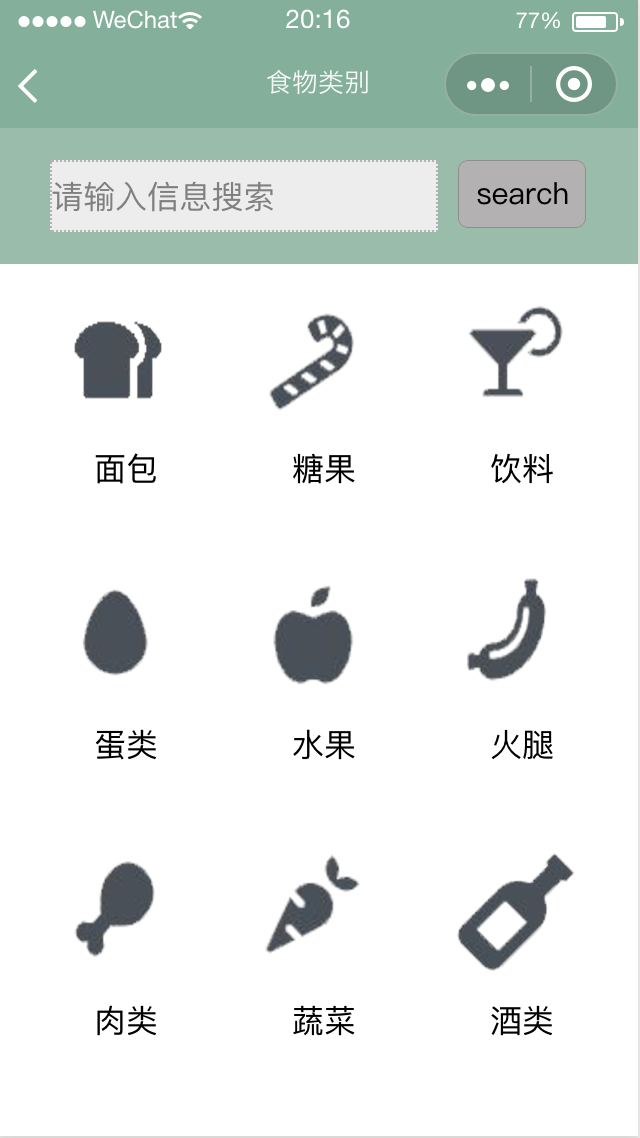 WeChat 20:16 77%
食物类别
请输入信息搜索 search
面包 糖果 饮料
蛋类 水果 火腿
肉类 蔬菜 酒类